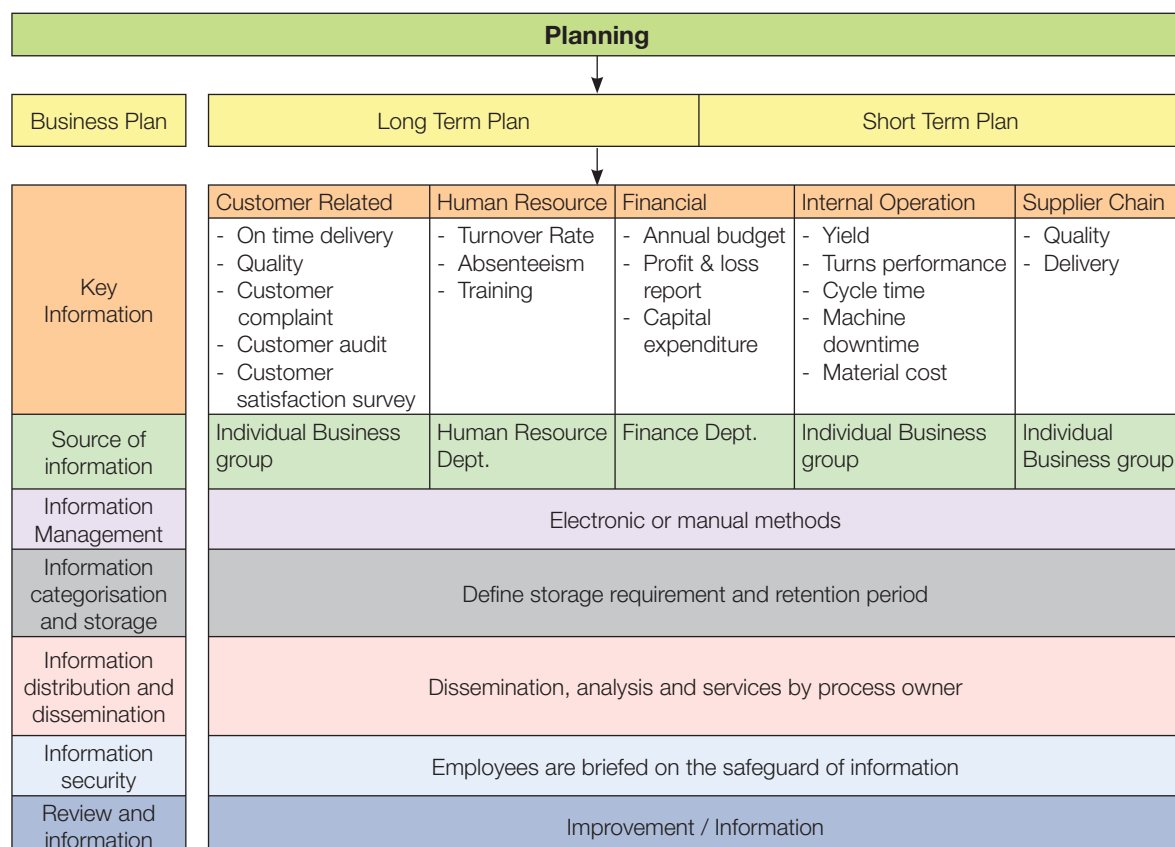 Planning
Business Plan
Long Term Plan
Short Term Plan
Key
Information
Customer Related
- On time delivery
- Quality
- Customer
complaint
- Customer audit
- Customer
satisfaction survey
Human Resource
- Turnover Rate
- Absenteeism
- Training
Financial
- Annual budget
- Profit & loss
report
- Capital
expenditure
Internal Operation
- Yield
- Turns performance
- Cycle time
- Machine
downtime
- Material cost
Supplier Chain
- Quality
- Delivery
Source of
information
Individual Business
group
Human Resource
Dept.
Finance Dept.
Individual Business
group
Individual
Business group
Information
Management
Electronic or manual methods
Information
categorisation
and storage
Define storage requirement and retention period
Information
distribution and
dissemination
Dissemination, analysis and services by process owner
Information
security
Employees are briefed on the safeguard of information
Review and
information
Improvement / Information